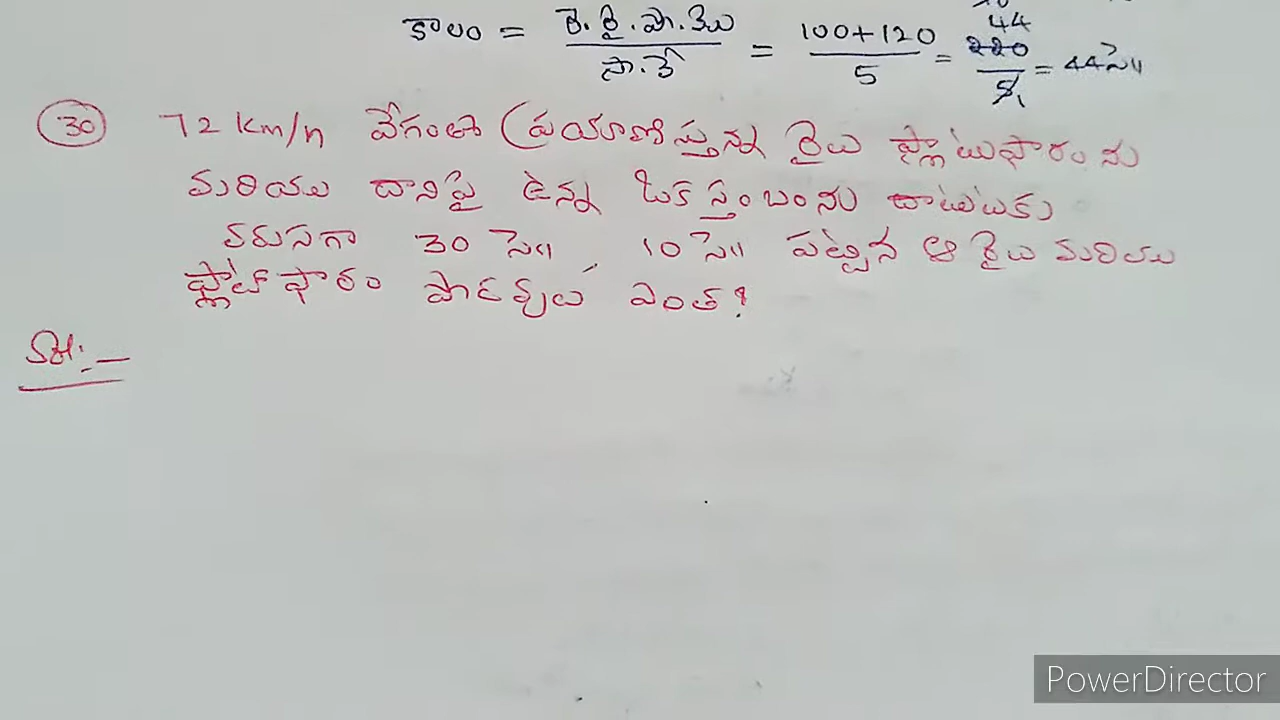 44
కాలం = రె.రై.పొ.మొ / సా.వే = 100+120 / 5 = 220 / 5 = 44సె॥
30 72 Km/h వేగంతో ప్రయాణిస్తున్న రైలు ప్లాటుఫారంను
మరియు దానిపై ఉన్న ఒక స్తంబంను దాటుటకు
వరుసగా 30 సె॥, 10 సె॥ పట్టిన ఆ రైలు మరియు
ప్లాట్ ఫారం పొడవులు ఎంత?
PowerDirector